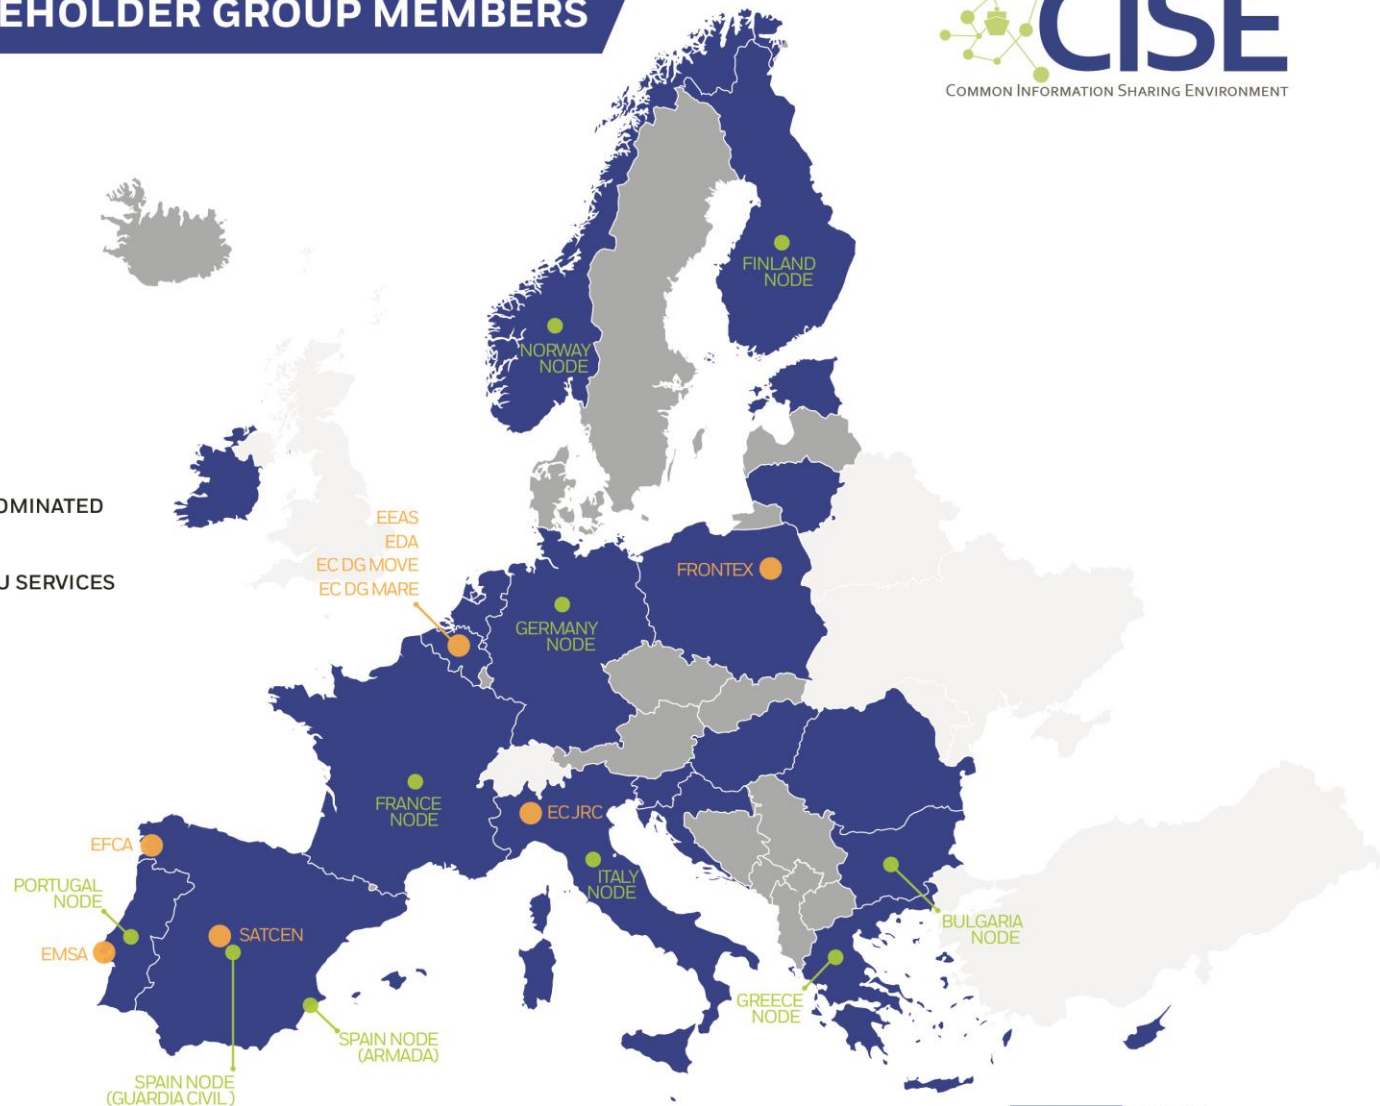 EHOLDER GROUP MEMBERS
CISE
COMMON INFORMATION SHARING ENVIRONMENT
FINLAND
NODE
NORWAY
NODE
OMINATED
U SERVICES
EEAS
EDA
EC DG MOVE
EC DG MARE
FRONTEX
GERMANY
NODE
FRANCE
NODE
EC JRC
ITALY
NODE
EFCA
PORTUGAL
NODE
EMSA
SATCEN
BULGARIA
NODE
GREECE
NODE
SPAIN NODE
(ARMADA)
SPAIN NODE
(GUARDIA CIVIL)